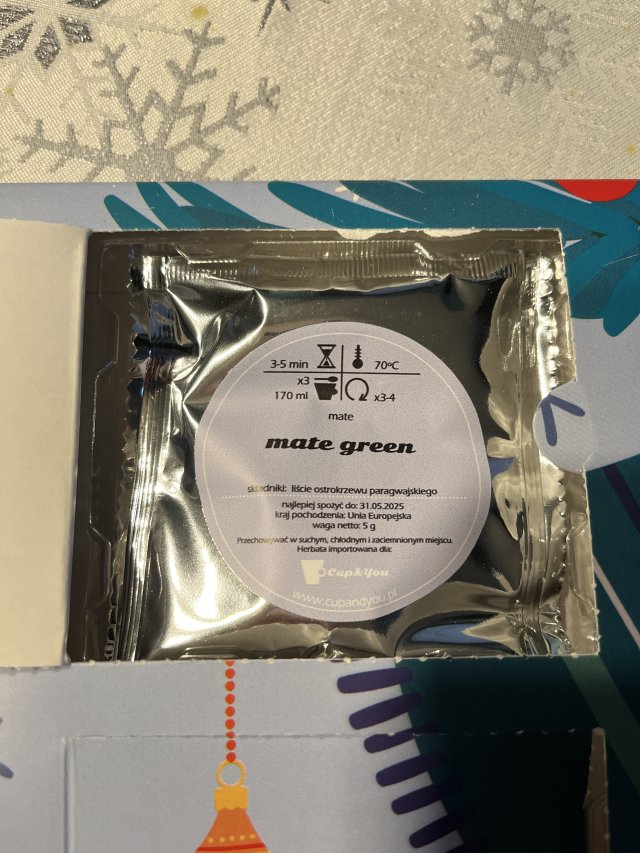 3-5 min 70ºC
x3
170 ml x3-4
mate
mate green
składniki: liście ostrokrzewu paragwajskiego
najlepiej spożyć do: 31.05.2025
kraj pochodzenia: Unia Europejska
waga netto: 5 g
Przechowywać w suchym, chłodnym i zaciemnionym miejscu.
Herbata importowana dla:
Cup&You
www.cupandyou.pl